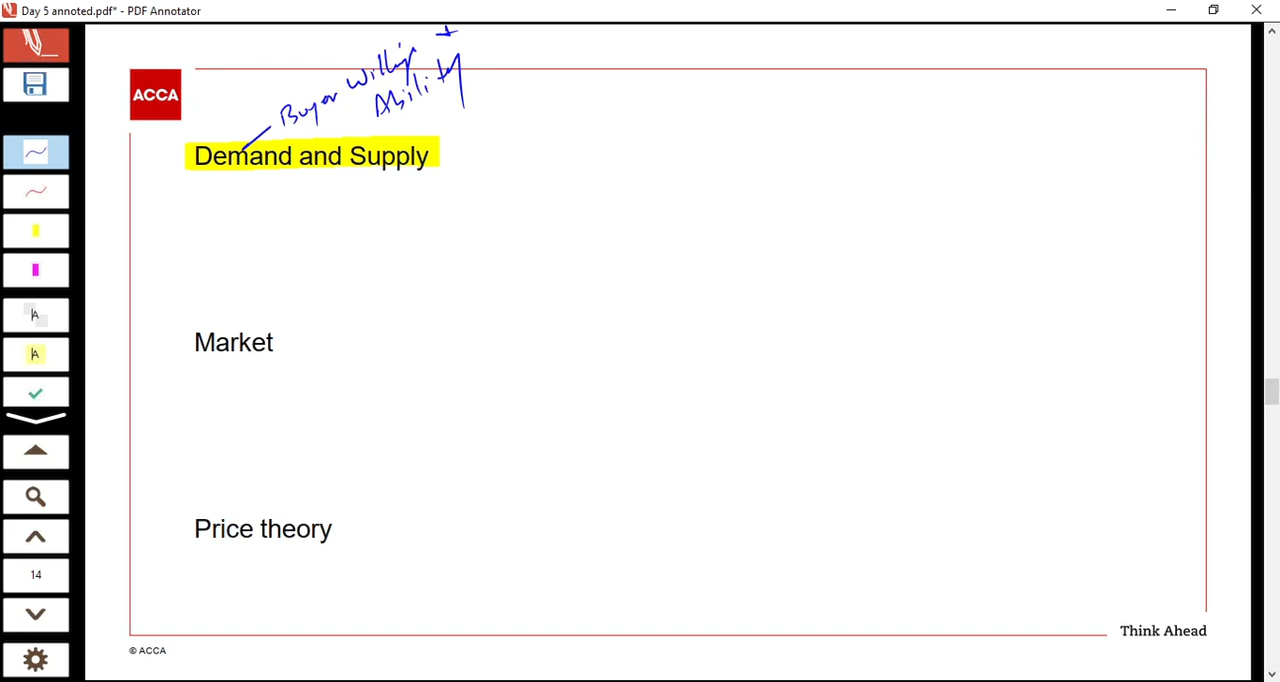 Day 5 annoted.pdf* - PDF Annotator
ACCA
Buyer Willing +
Ability
Demand and Supply
Market
Price theory
14
Think Ahead
© ACCA